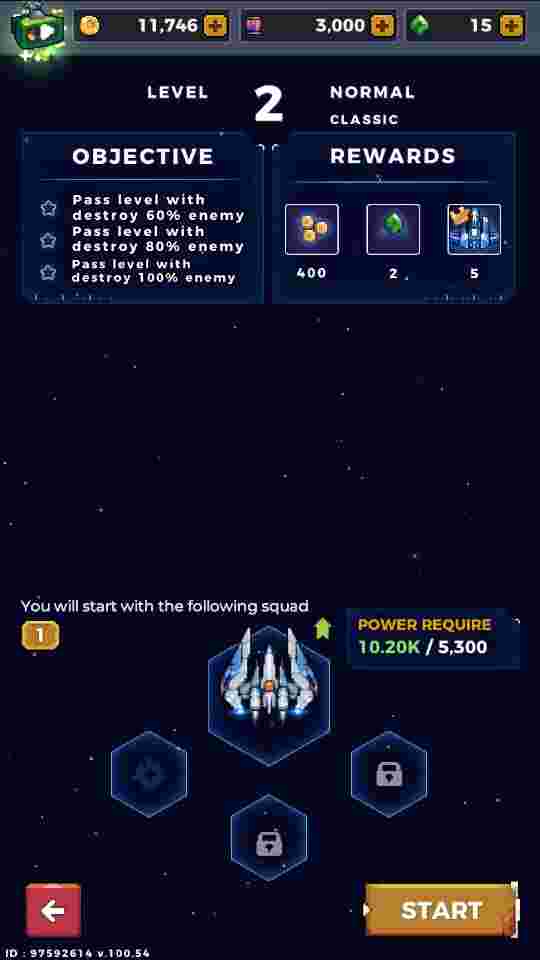 11,746
3,000
15
LEVEL
2
NORMAL
CLASSIC
OBJECTIVE
Pass level with
destroy 60% enemy
Pass level with
destroy 80% enemy
Pass level with
destroy 100% enemy
REWARDS
400
2
5
You will start with the following squad
1
POWER REQUIRE
10.20K / 5,300
START
ID : 97592614 v.100.54